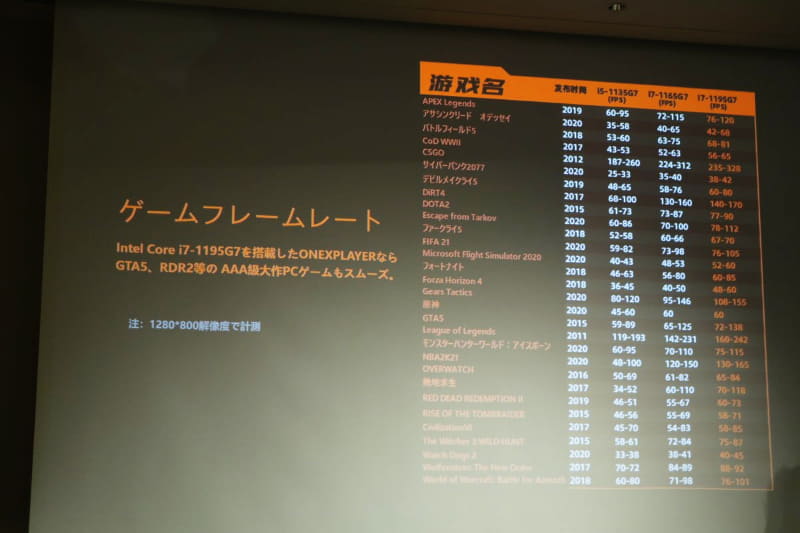 ゲームフレームレート
Intel Core i7-1195G7を搭載したONEXPLAYERなら
GTA5、RDR2等の AAA級大作PCゲームもスムーズ。
注：1280*800解像度で計測
游戏名 发布时间 i5-1135G7 (FPS) I7-1165G7 (FPS) I7-1195G7 (FPS)
APEX Legends 2019 60-95 72-115 76-120
アサシンクリード オデッセイ 2020 35-58 40-65 42-68
バトルフィールド5 2018 53-60 63-75 68-81
CoD WWII 2017 43-53 52-63 56-65
CSGO 2012 187-260 224-312 235-328
サイバーパンク2077 2020 25-33 35-40 38-42
デビルメイクライ5 2019 48-65 58-76 60-80
DiRT4 2017 68-100 130-160 140-170
DOTA2 2015 61-73 73-87 77-90
Escape from Tarkov 2020 60-86 70-100 78-112
ファークライ5 2018 52-58 60-66 67-70
FIFA 21 2020 59-82 73-98 76-105
Microsoft Flight Simulator 2020 2020 40-43 48-53 52-60
フォートナイト 2018 46-63 56-80 60-85
Forza Horizon 4 2018 36-45 40-50 48-60
Gears Tactics 2020 80-120 95-146 108-155
原神 2020 45-60 60 60
GTA5 2015 59-89 65-125 72-138
League of Legends 2011 119-193 142-231 160-242
モンスターハンターワールド：アイスボーン 2020 60-95 70-110 75-115
NBA2K21 2020 48-100 120-150 130-165
OVERWATCH 2016 50-69 61-82 65-84
绝地求生 2017 34-52 60-110 70-118
RED DEAD REDEMPTION II 2019 46-51 55-67 60-73
RISE OF THE TOMBRAIDER 2015 46-56 55-69 58-71
CivilizationVI 2017 45-70 54-83 58-85
The Witcher 3 WILD HUNT 2015 58-61 72-84 75-87
Watch Dogs 2 2020 33-38 38-41 40-45
Wolfenstein The New Order 2017 70-72 84-89 88-92
World of Warcraft: Battle for Azeroth 2018 60-80 71-98 76-101